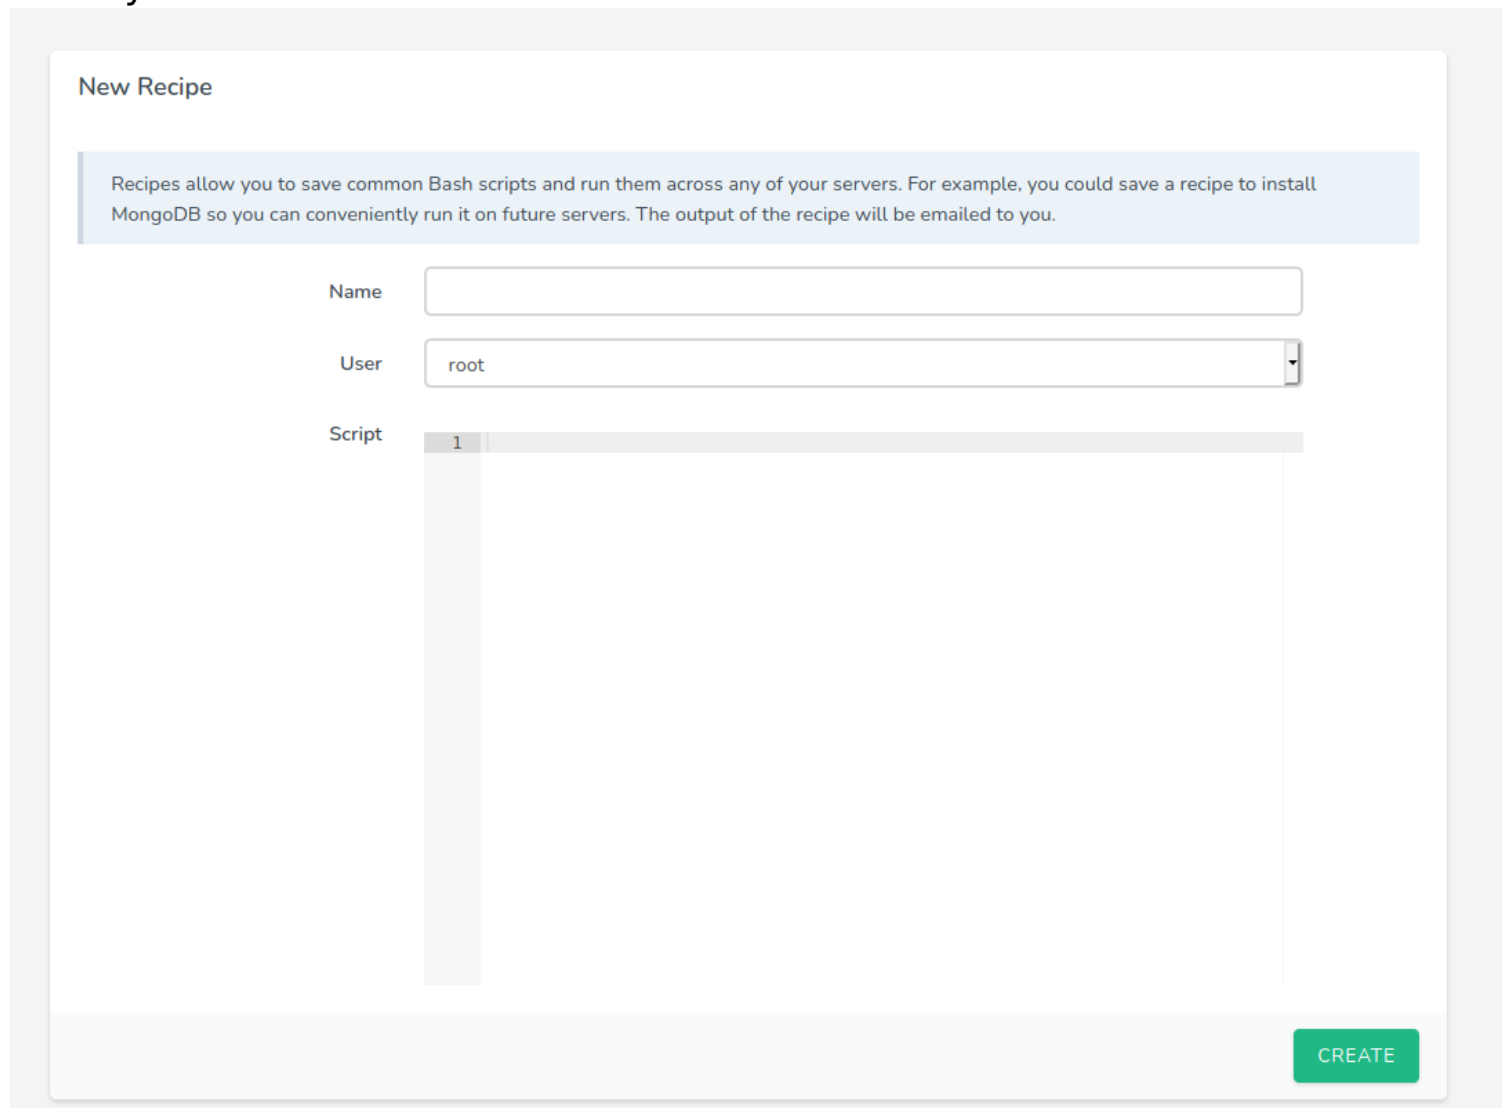 New Recipe
Recipes allow you to save common Bash scripts and run them across any of your servers. For example, you could save a recipe to install
MongoDB so you can conveniently run it on future servers. The output of the recipe will be emailed to you.
Name
User
root
Script
1
CREATE